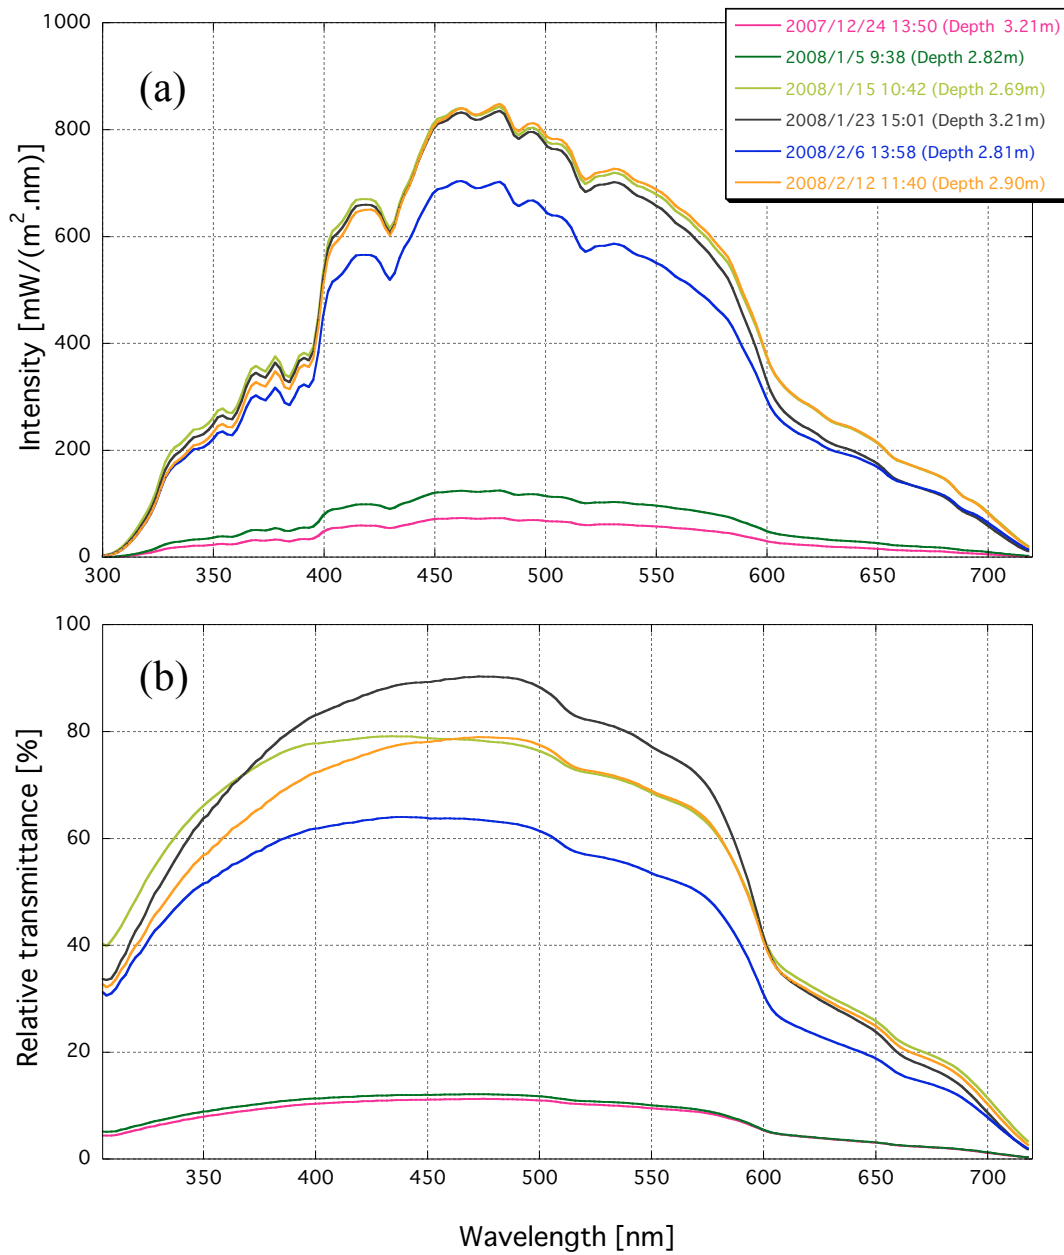 1000
2007/12/24 13:50 (Depth 3.21m)
2008/1/5 9:38 (Depth 2.82m)
2008/1/15 10:42 (Depth 2.69m)
2008/1/23 15:01 (Depth 3.21m)
2008/2/6 13:58 (Depth 2.81m)
2008/2/12 11:40 (Depth 2.90m)
(a)
800
600
400
200
0
Intensity [mW/(m².nm)]
300 350 400 450 500 550 600 650 700
100
(b)
80
60
40
20
0
Relative transmittance [%]
350 400 450 500 550 600 650 700
Wavelength [nm]